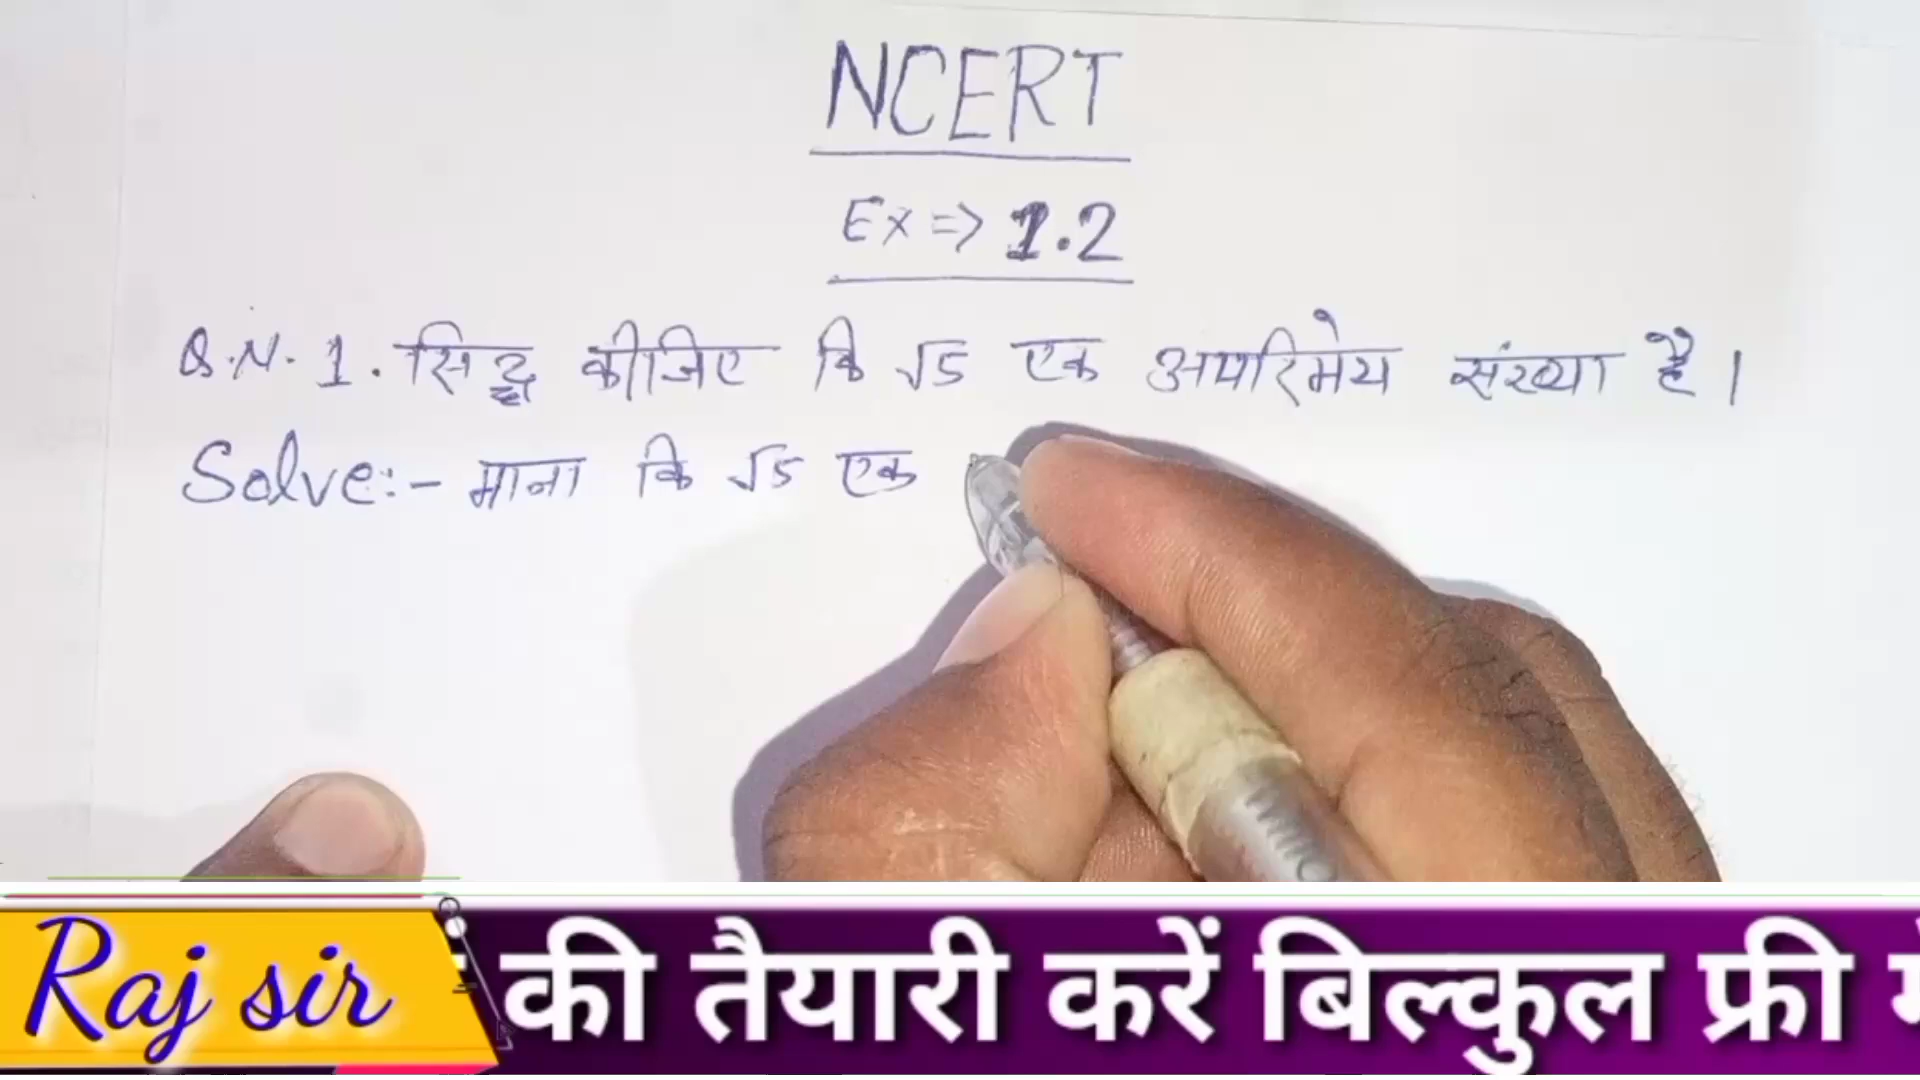 NCERT
Ex => 1.2
Q.N. 1. सिद्ध कीजिए कि √5 एक अपरिमेय संख्या है।
Solve:- माना कि √5 एक
Raj sir
की तैयारी करें बिल्कुल फ्री